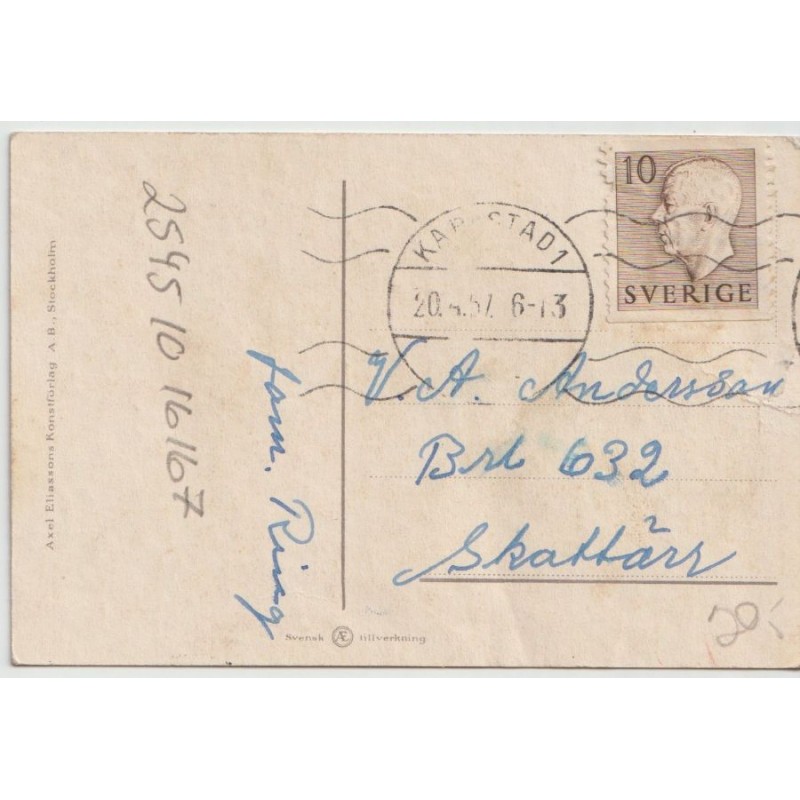 Axel Eliassons Konstförlag A.B., Stockholm
2545 10 16167
fam. Ring
Svensk Æ tillverkning
10
SVERIGE
KARLSTAD 1
20.4.57 6-13
V. A. Andersson
Brl 632
Skattärr
20:-